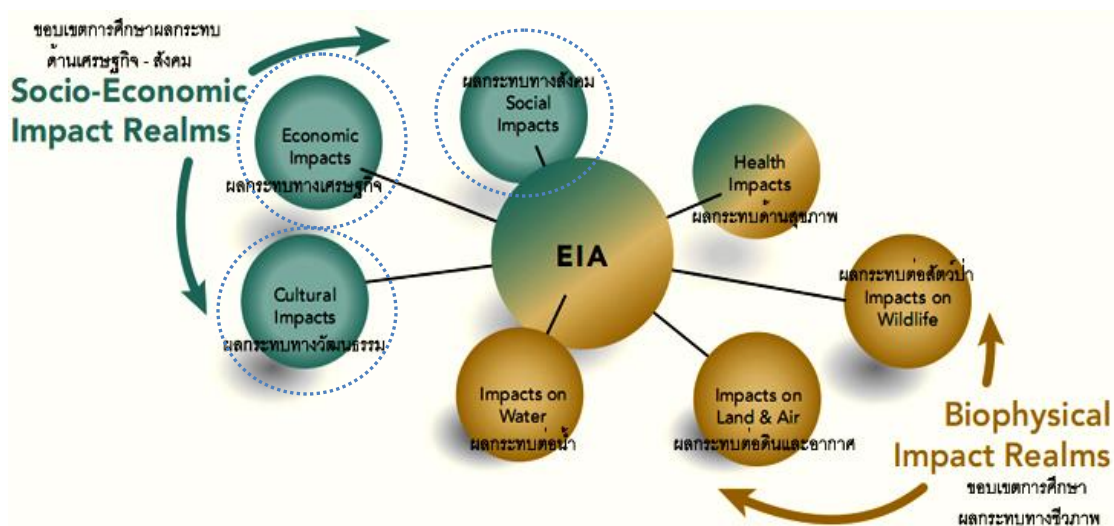 ขอบเขตการศึกษาผลกระทบ
ด้านเศรษฐกิจ - สังคม
Socio-Economic
Impact Realms
Economic
Impacts
ผลกระทบทางเศรษฐกิจ
ผลกระทบทางสังคม
Social
Impacts
Health
Impacts
ผลกระทบด้านสุขภาพ
EIA
Cultural
Impacts
ผลกระทบทางวัฒนธรรม
ผลกระทบต่อสัตว์ป่า
Impacts on
Wildlife
Impacts on
Water
ผลกระทบต่อน้ำ
Impacts on
Land & Air
ผลกระทบต่อดินและอากาศ
Biophysical
Impact Realms
ขอบเขตการศึกษา
ผลกระทบทางชีวภาพ